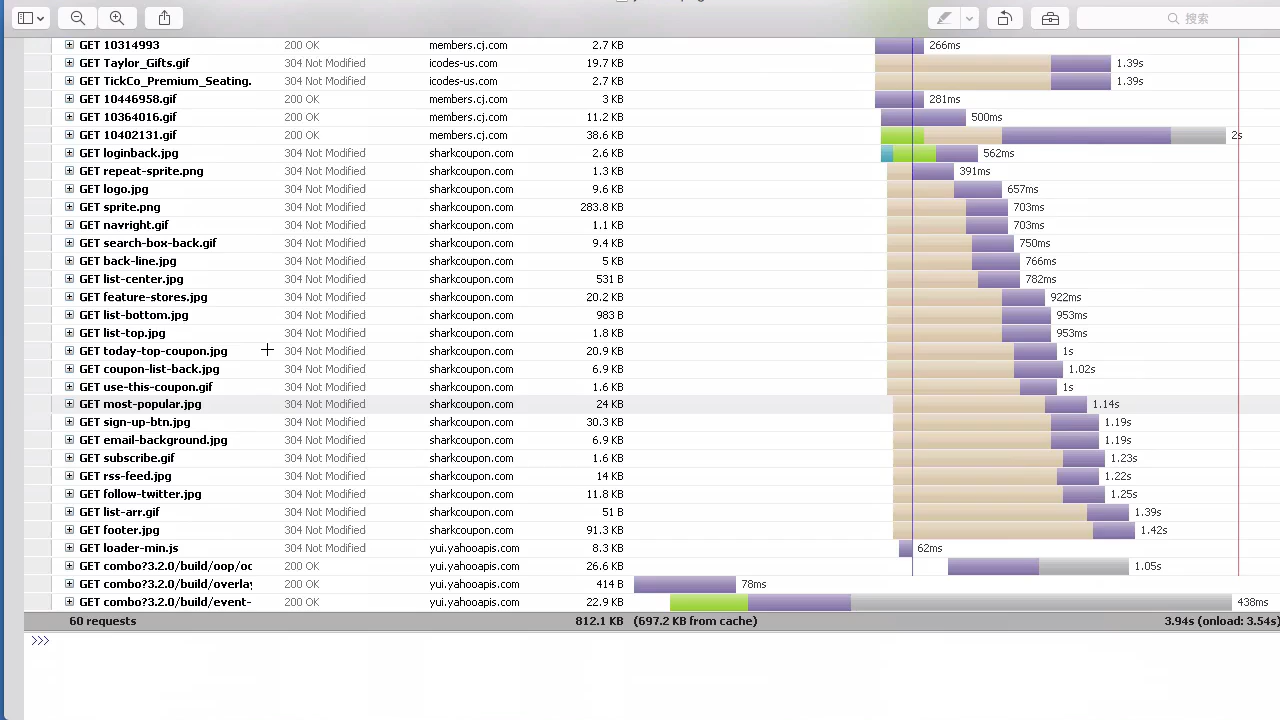 搜索
GET 10314993 200 OK members.cj.com 2.7 KB 266ms
GET Taylor_Gifts.gif 304 Not Modified icodes-us.com 19.7 KB 1.39s
GET TickCo_Premium_Seating. 304 Not Modified icodes-us.com 2.7 KB 1.39s
GET 10446958.gif 200 OK members.cj.com 3 KB 281ms
GET 10364016.gif 200 OK members.cj.com 11.2 KB 500ms
GET 10402131.gif 200 OK members.cj.com 38.6 KB 2s
GET loginback.jpg 304 Not Modified sharkcoupon.com 2.6 KB 562ms
GET repeat-sprite.png 304 Not Modified sharkcoupon.com 1.3 KB 391ms
GET logo.jpg 304 Not Modified sharkcoupon.com 9.6 KB 657ms
GET sprite.png 304 Not Modified sharkcoupon.com 283.8 KB 703ms
GET navright.gif 304 Not Modified sharkcoupon.com 1.1 KB 703ms
GET search-box-back.gif 304 Not Modified sharkcoupon.com 9.4 KB 750ms
GET back-line.jpg 304 Not Modified sharkcoupon.com 5 KB 766ms
GET list-center.jpg 304 Not Modified sharkcoupon.com 531 B 782ms
GET feature-stores.jpg 304 Not Modified sharkcoupon.com 20.2 KB 922ms
GET list-bottom.jpg 304 Not Modified sharkcoupon.com 983 B 953ms
GET list-top.jpg 304 Not Modified sharkcoupon.com 1.8 KB 953ms
GET today-top-coupon.jpg 304 Not Modified sharkcoupon.com 20.9 KB 1s
GET coupon-list-back.jpg 304 Not Modified sharkcoupon.com 6.9 KB 1.02s
GET use-this-coupon.gif 304 Not Modified sharkcoupon.com 1.6 KB 1s
GET most-popular.jpg 304 Not Modified sharkcoupon.com 24 KB 1.14s
GET sign-up-btn.jpg 304 Not Modified sharkcoupon.com 30.3 KB 1.19s
GET email-background.jpg 304 Not Modified sharkcoupon.com 6.9 KB 1.19s
GET subscribe.gif 304 Not Modified sharkcoupon.com 1.6 KB 1.23s
GET rss-feed.jpg 304 Not Modified sharkcoupon.com 14 KB 1.22s
GET follow-twitter.jpg 304 Not Modified sharkcoupon.com 11.8 KB 1.25s
GET list-arr.gif 304 Not Modified sharkcoupon.com 51 B 1.39s
GET footer.jpg 304 Not Modified sharkcoupon.com 91.3 KB 1.42s
GET loader-min.js 304 Not Modified yui.yahooapis.com 8.3 KB 62ms
GET combo?3.2.0/build/oop/oo 200 OK yui.yahooapis.com 26.6 KB 1.05s
GET combo?3.2.0/build/overlay 200 OK yui.yahooapis.com 414 B 78ms
GET combo?3.2.0/build/event- 200 OK yui.yahooapis.com 22.9 KB 438ms
60 requests 812.1 KB (697.2 KB from cache) 3.94s (onload: 3.54s)
>>>